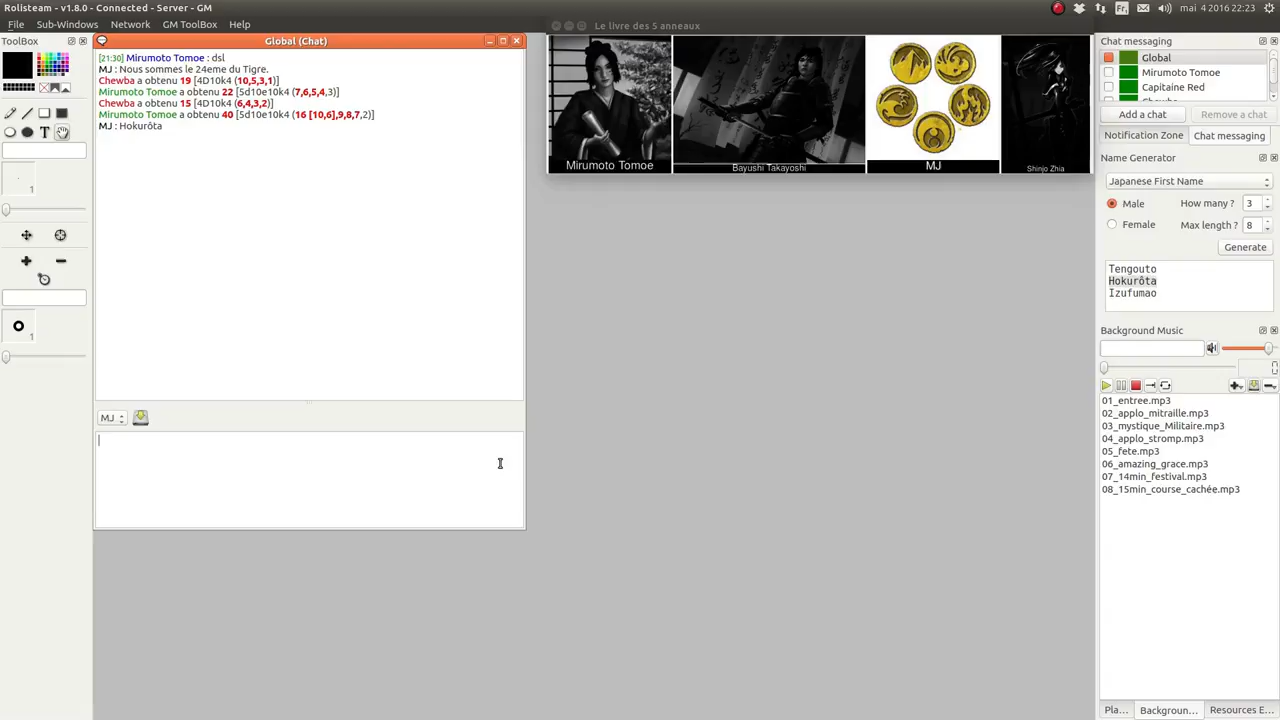 Rolisteam - v1.8.0 - Connected - Server - GM
Fr
mai 4 2016 22:23
File Sub-Windows Network GM ToolBox Help
ToolBox
T
1
1
Global (Chat)
[21:30] Mirumoto Tomoe : dsl
MJ : Nous sommes le 24eme du Tigre.
Chewba a obtenu 19 [4D10k4 (10,5,3,1)]
Mirumoto Tomoe a obtenu 22 [5d10e10k4 (7,6,5,4,3)]
Chewba a obtenu 15 [4D10k4 (6,4,3,2)]
Mirumoto Tomoe a obtenu 40 [5d10e10k4 (16 [10,6],9,8,7,2)]
MJ : Hokurôta
MJ
Le livre des 5 anneaux
Mirumoto Tomoe
Bayushi Takayoshi
MJ
Shinjo Zhia
Chat messaging
Global
Mirumoto Tomoe
Capitaine Red
Add a chat Remove a chat
Notification Zone Chat messaging
Name Generator
Japanese First Name
Male How many ? 3
Female Max length ? 8
Generate
Tengouto
Hokurôta
Izufumao
Background Music
01_entree.mp3
02_applo_mitraille.mp3
03_mystique_Militaire.mp3
04_applo_stromp.mp3
05_fete.mp3
06_amazing_grace.mp3
07_14min_festival.mp3
08_15min_course_cachée.mp3
Pla... Backgroun... Resources E...